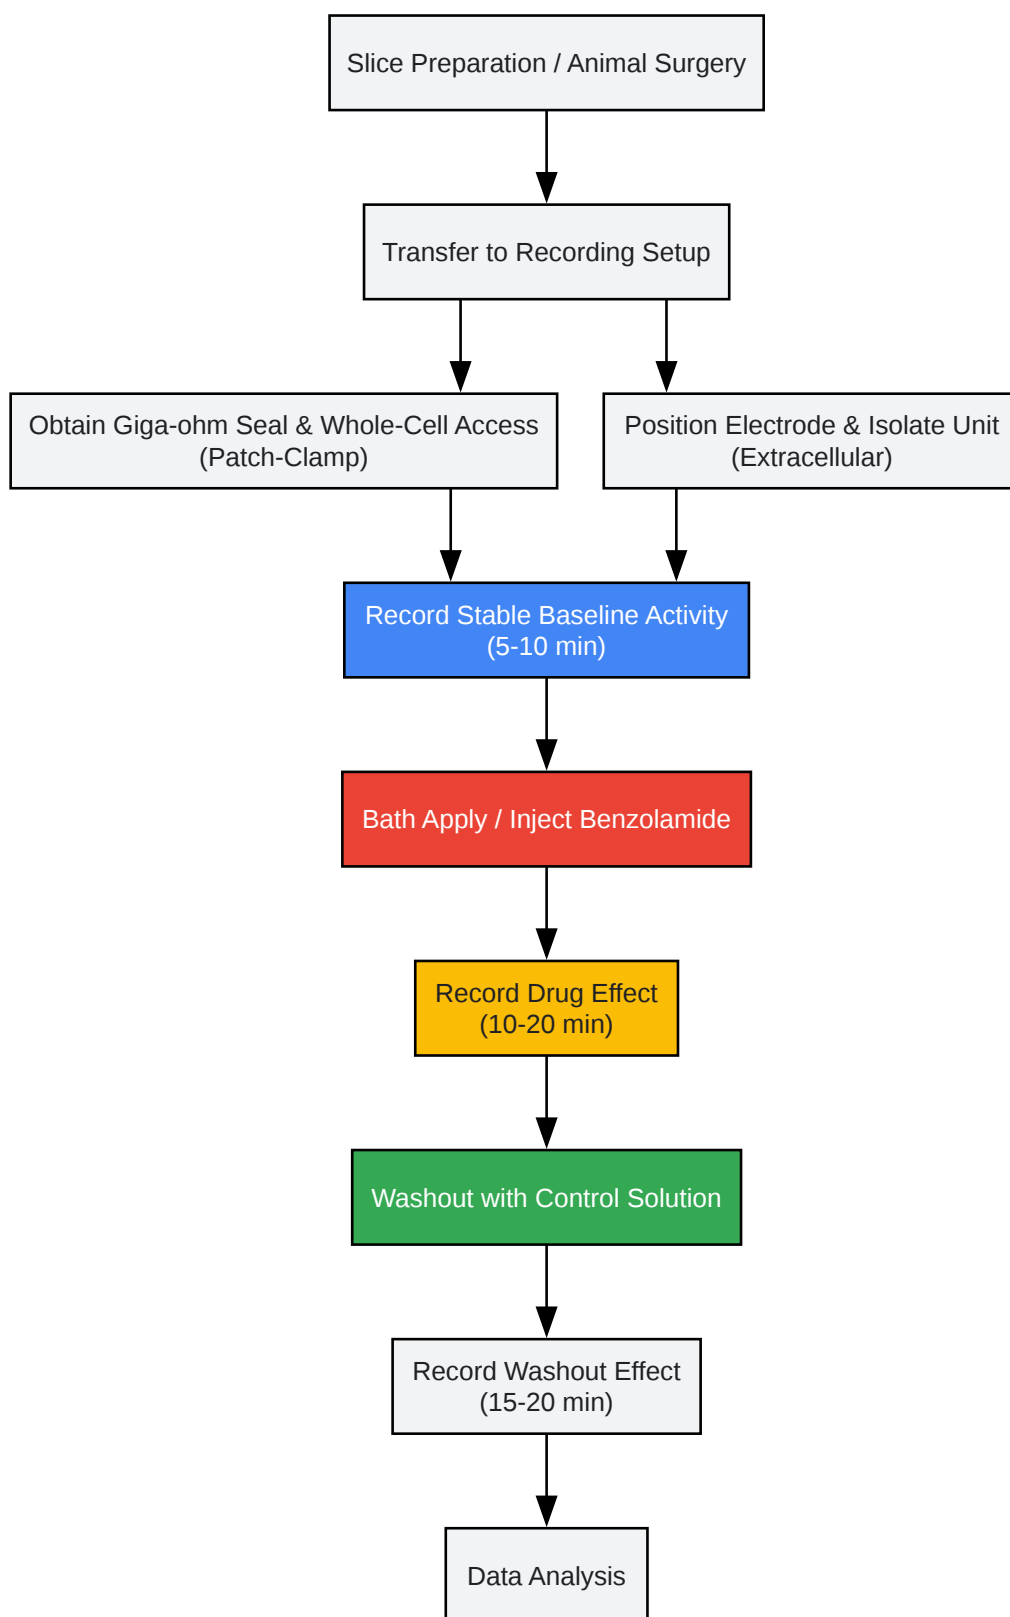 Slice Preparation / Animal Surgery
Transfer to Recording Setup
Obtain Giga-ohm Seal & Whole-Cell Access
(Patch-Clamp)
Position Electrode & Isolate Unit
(Extracellular)
Record Stable Baseline Activity
(5-10 min)
Bath Apply / Inject Benzolamide
Record Drug Effect
(10-20 min)
Washout with Control Solution
Record Washout Effect
(15-20 min)
Data Analysis